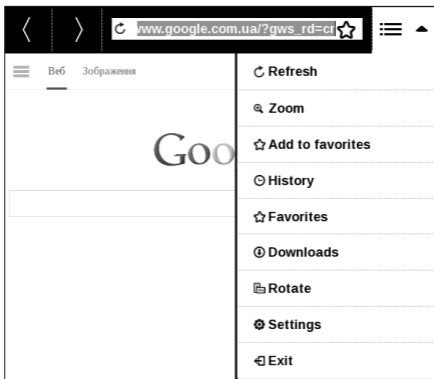 www.google.com.ua/?gws_rd=cr
Веб Зображення
Goo
Refresh
Zoom
Add to favorites
History
Favorites
Downloads
Rotate
Settings
Exit